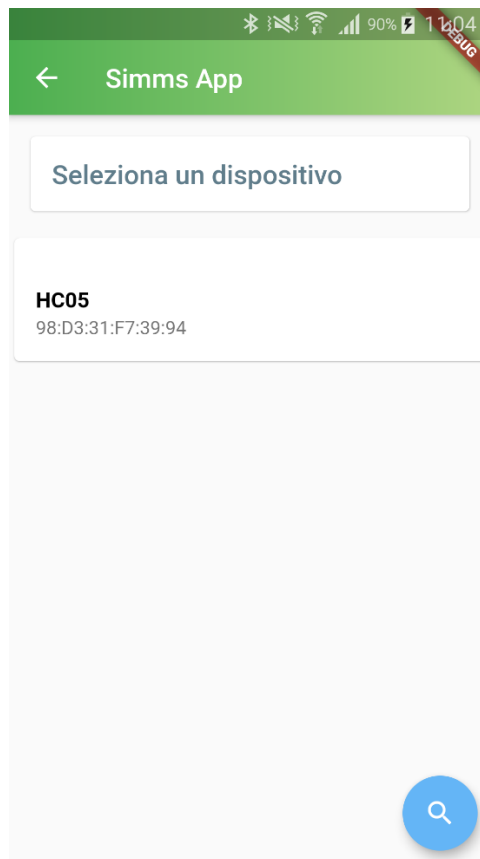 90% 11:04
DEBUG
Simms App
Seleziona un dispositivo
HC05
98:D3:31:F7:39:94